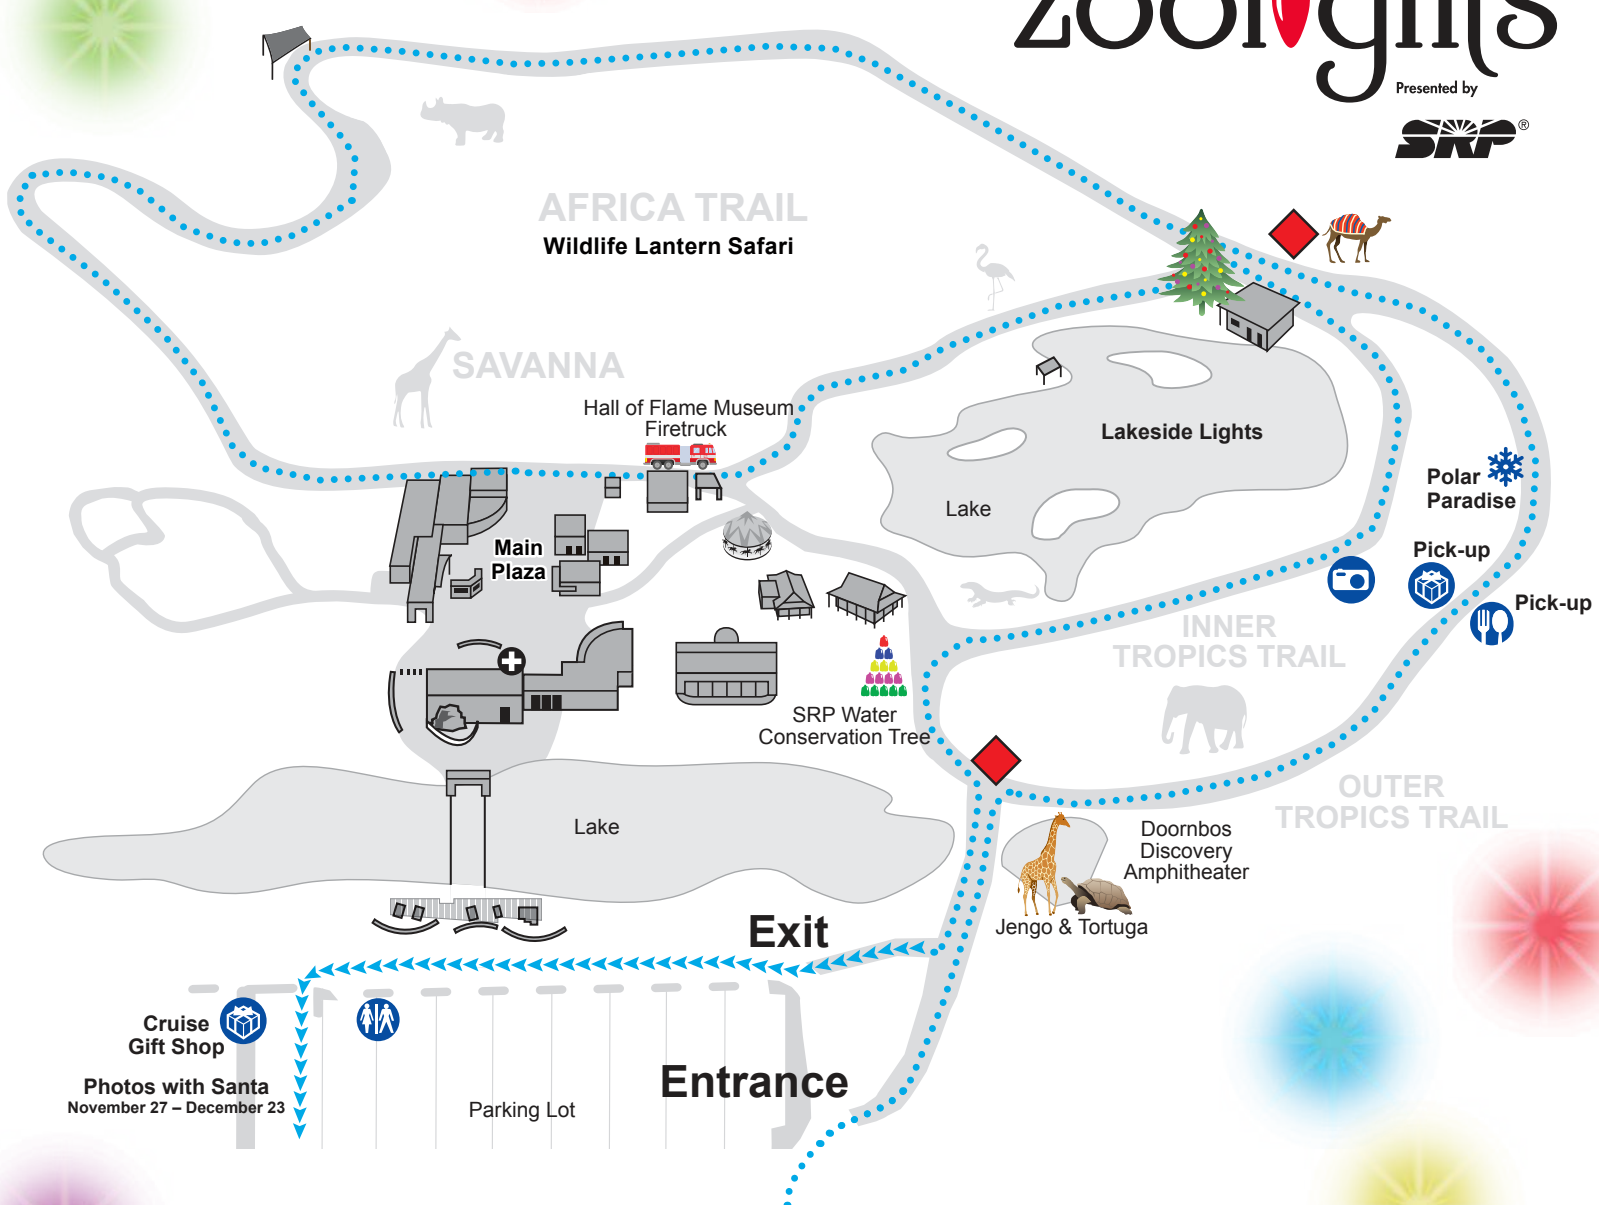 Presented by
SRP®
AFRICA TRAIL
Wildlife Lantern Safari
SAVANNA
Hall of Flame Museum
Firetruck
Lakeside Lights
Lake
Polar
Paradise
Main
Plaza
Pick-up
Pick-up
INNER
TROPICS TRAIL
SRP Water
Conservation Tree
OUTER
TROPICS TRAIL
Lake
Doornbos
Discovery
Amphitheater
Jengo & Tortuga
Exit
Cruise
Gift Shop
Photos with Santa
November 27 – December 23
Entrance
Parking Lot